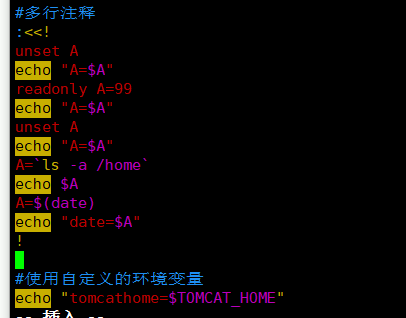 #多行注释
:<<!
unset A
echo "A=$A"
readonly A=99
echo "A=$A"
unset A
echo "A=$A"
A=`ls -a /home`
echo $A
A=$(date)
echo "date=$A"
!
#使用自定义的环境变量
echo "tomcathome=$TOMCAT_HOME"
-- 插入 --